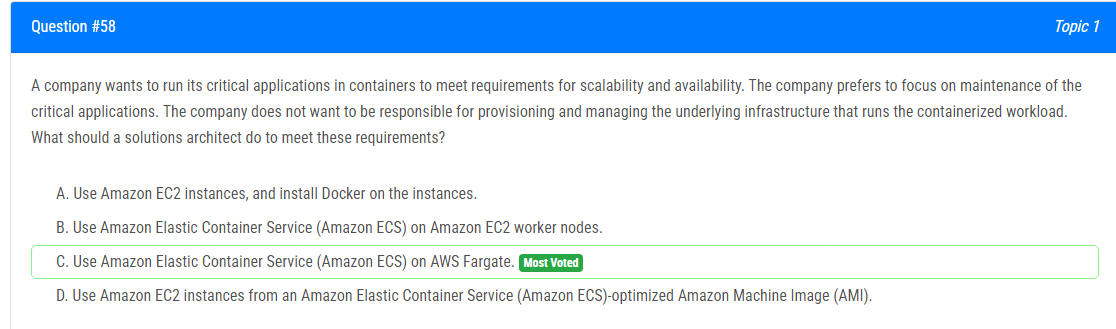 Question #58
Topic 1
A company wants to run its critical applications in containers to meet requirements for scalability and availability. The company prefers to focus on maintenance of the
critical applications. The company does not want to be responsible for provisioning and managing the underlying infrastructure that runs the containerized workload.
What should a solutions architect do to meet these requirements?
A. Use Amazon EC2 instances, and install Docker on the instances.
B. Use Amazon Elastic Container Service (Amazon ECS) on Amazon EC2 worker nodes.
C. Use Amazon Elastic Container Service (Amazon ECS) on AWS Fargate. Most Voted
D. Use Amazon EC2 instances from an Amazon Elastic Container Service (Amazon ECS)-optimized Amazon Machine Image (AMI).